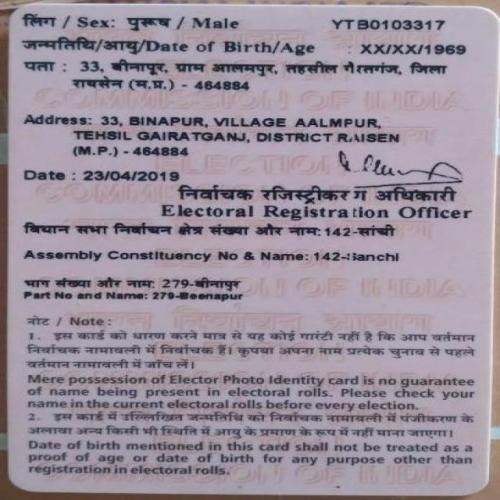 लिंग / Sex: पुरूष / Male YTB0103317
जन्मतिथि/आयु/Date of Birth/Age : XX/XX/1969
पता : 33, बीनापूर, ग्राम आलमपुर, तहसील गैरतगंज, जिला
रायसेन (म.प्र.) - 464884
Address: 33, BINAPUR, VILLAGE AALMPUR,
TEHSIL GAIRATGANJ, DISTRICT RAISEN
(M.P.) - 464884
Date : 23/04/2019
निर्वाचक रजिस्ट्रीकरण अधिकारी
Electoral Registration Officer
विधान सभा निर्वाचन क्षेत्र संख्या और नाम: 142-सांची
Assembly Constituency No & Name: 142-Sanchi
भाग संख्या और नाम: 279-बीनापुर
Part No and Name: 279-Beenapur
नोट / Note :
1. इस कार्ड को धारण करने मात्र से यह कोई गारंटी नहीं है कि आप वर्तमान
निर्वाचक नामावली में निर्वाचक हैं। कृपया अपना नाम प्रत्येक चुनाव से पहले
वर्तमान नामावली में जाँच लें।
Mere possession of Elector Photo Identity card is no guarantee
of name being present in electoral rolls. Please check your
name in the current electoral rolls before every election.
2. इस कार्ड में उल्लिखित जन्मतिथि को निर्वाचक नामावली में पंजीकरण के
अलावा अन्य किसी भी स्थिति में आयु के प्रमाण के रूप में नहीं माना जाएगा।
Date of birth mentioned in this card shall not be treated as a
proof of age or date of birth for any purpose other than
registration in electoral rolls.